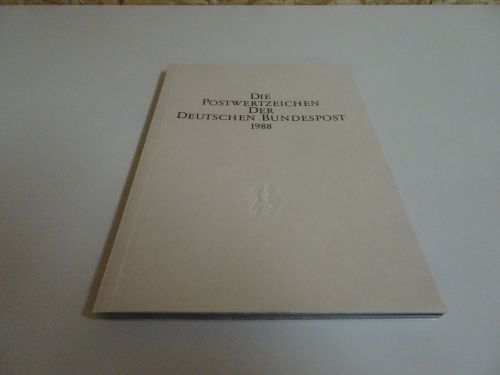 DIE
POSTWERTZEICHEN
DER
DEUTSCHEN BUNDESPOST
1988